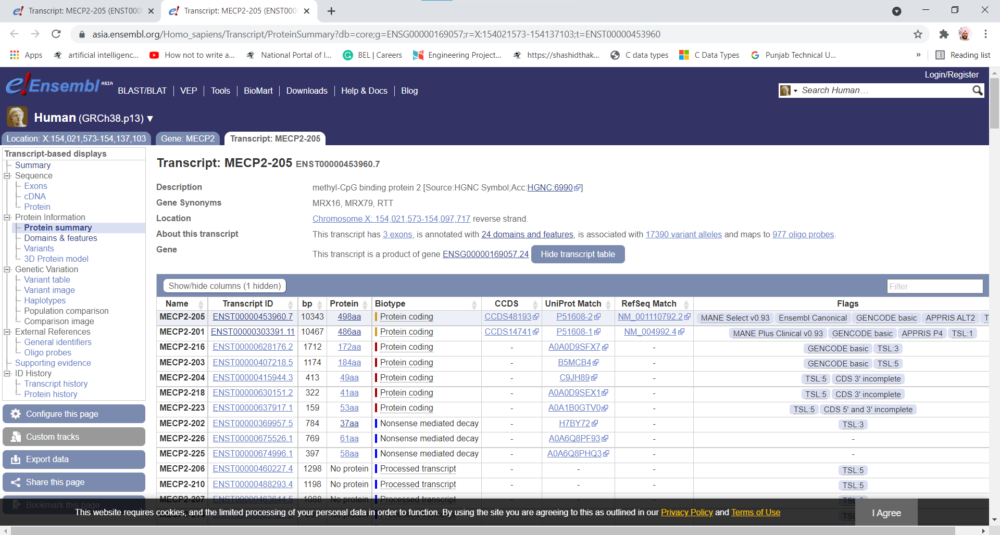 Transcript: MECP2-205 (ENST000
Transcript: MECP2-205 (ENST000
asia.ensembl.org/Homo_sapiens/Transcript/ProteinSummary?db=core;g=ENSG00000169057;r=X:154021573-154137103;t=ENST00000453960
Apps artificial intelligenc... How not to write a... National Portal of I... BEL | Careers Engineering Project... https://shashidthak... C data types C Data Types Punjab Technical U... » Reading list
Login/Register
e!Ensembl ASIA BLAST/BLAT VEP Tools BioMart Downloads Help & Docs Blog
Search Human...
Human (GRCh38.p13) ▼
Location: X:154,021,573-154,137,103 Gene: MECP2 Transcript: MECP2-205
Transcript-based displays
Summary
Sequence
Exons
cDNA
Protein
Protein Information
Protein summary
Domains & features
Variants
3D Protein model
Genetic Variation
Variant table
Variant image
Haplotypes
Population comparison
Comparison image
External References
General identifiers
Oligo probes
Supporting evidence
ID History
Transcript history
Protein history
Configure this page
Custom tracks
Export data
Share this page
Bookmark this page
Transcript: MECP2-205 ENST00000453960.7
Description methyl-CpG binding protein 2 [Source:HGNC Symbol;Acc:HGNC:6990]
Gene Synonyms MRX16, MRX79, RTT
Location Chromosome X: 154,021,573-154,097,717 reverse strand.
About this transcript This transcript has 3 exons, is annotated with 24 domains and features, is associated with 17390 variant alleles and maps to 977 oligo probes.
Gene This transcript is a product of gene ENSG00000169057.24 Hide transcript table
Show/hide columns (1 hidden) Filter
Name Transcript ID bp Protein Biotype CCDS UniProt Match RefSeq Match Flags
MECP2-205 ENST00000453960.7 10343 498aa Protein coding CCDS48193 P51608-2 NM_001110792.2 MANE Select v0.93 Ensembl Canonical GENCODE basic APPRIS ALT2 T
MECP2-201 ENST00000303391.11 10467 486aa Protein coding CCDS14741 P51608-1 NM_004992.4 MANE Plus Clinical v0.93 GENCODE basic APPRIS P4 TSL:1
MECP2-216 ENST00000628176.2 1712 172aa Protein coding - A0A0D9SFX7 - GENCODE basic TSL:3
MECP2-203 ENST00000407218.5 1174 184aa Protein coding - B5MCB4 - GENCODE basic TSL:5
MECP2-204 ENST00000415944.3 413 49aa Protein coding - C9JH89 - TSL:5 CDS 3' incomplete
MECP2-218 ENST00000630151.2 322 41aa Protein coding - A0A0D9SEX1 - TSL:5 CDS 3' incomplete
MECP2-223 ENST00000637917.1 159 53aa Protein coding - A0A1B0GTV0 - TSL:5 CDS 5' and 3' incomplete
MECP2-202 ENST00000369957.5 784 37aa Nonsense mediated decay - H7BY72 - TSL:3
MECP2-226 ENST00000675526.1 769 61aa Nonsense mediated decay - A0A6Q8PF93 - -
MECP2-225 ENST00000674996.1 397 58aa Nonsense mediated decay - A0A6Q8PHQ3 - -
MECP2-206 ENST00000460227.4 1298 No protein Processed transcript - - - TSL:5
MECP2-210 ENST00000488293.4 1198 No protein Processed transcript - - - TSL:5
MECP2-207 ENST00000463644.5 1088 No protein Processed transcript - - -
This website requires cookies, and the limited processing of your personal data in order to function. By using the site you are agreeing to this as outlined in our Privacy Policy and Terms of Use I Agree